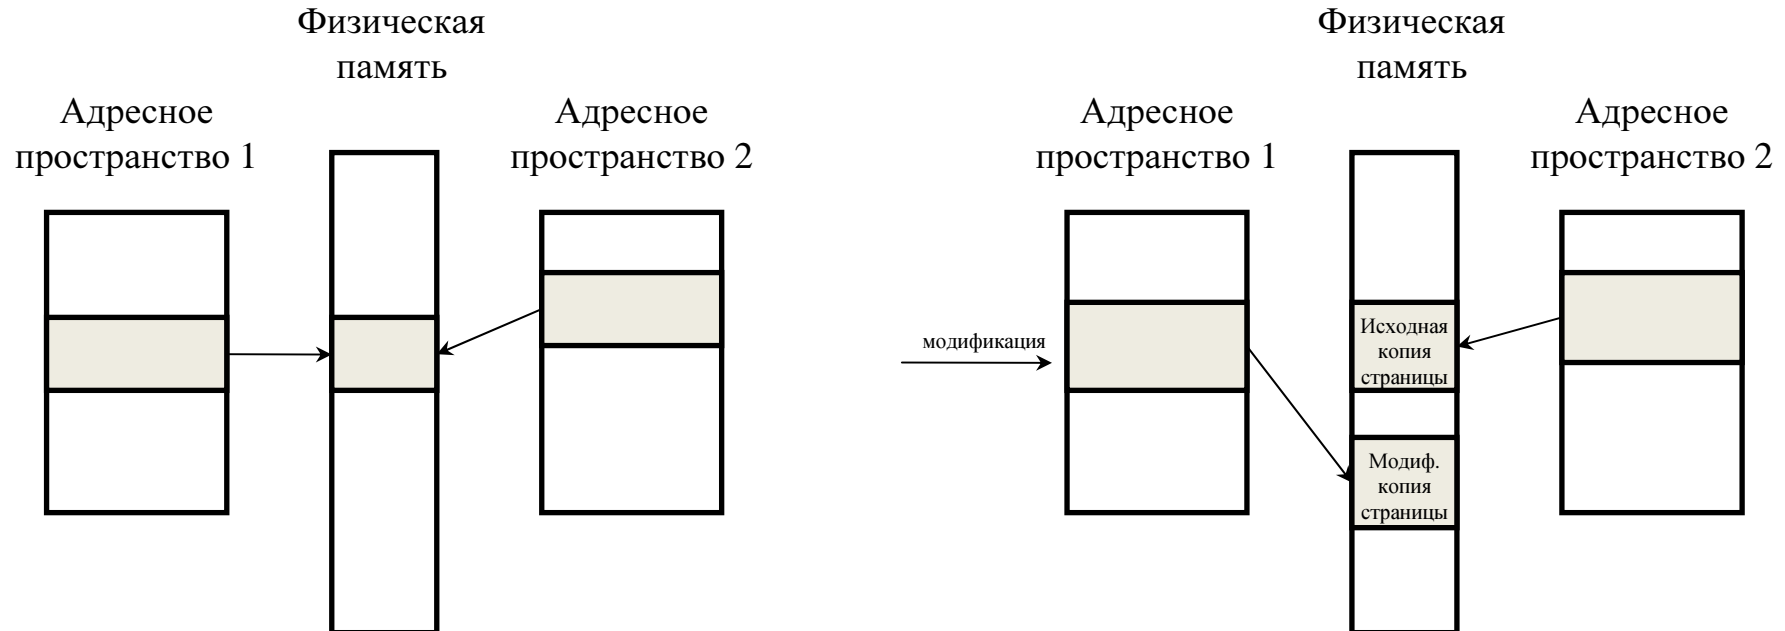 Физическая
память
Адресное
пространство 1
Адресное
пространство 2
Физическая
память
Адресное
пространство 1
Адресное
пространство 2
модификация
Исходная
копия
страницы
Модиф.
копия
страницы